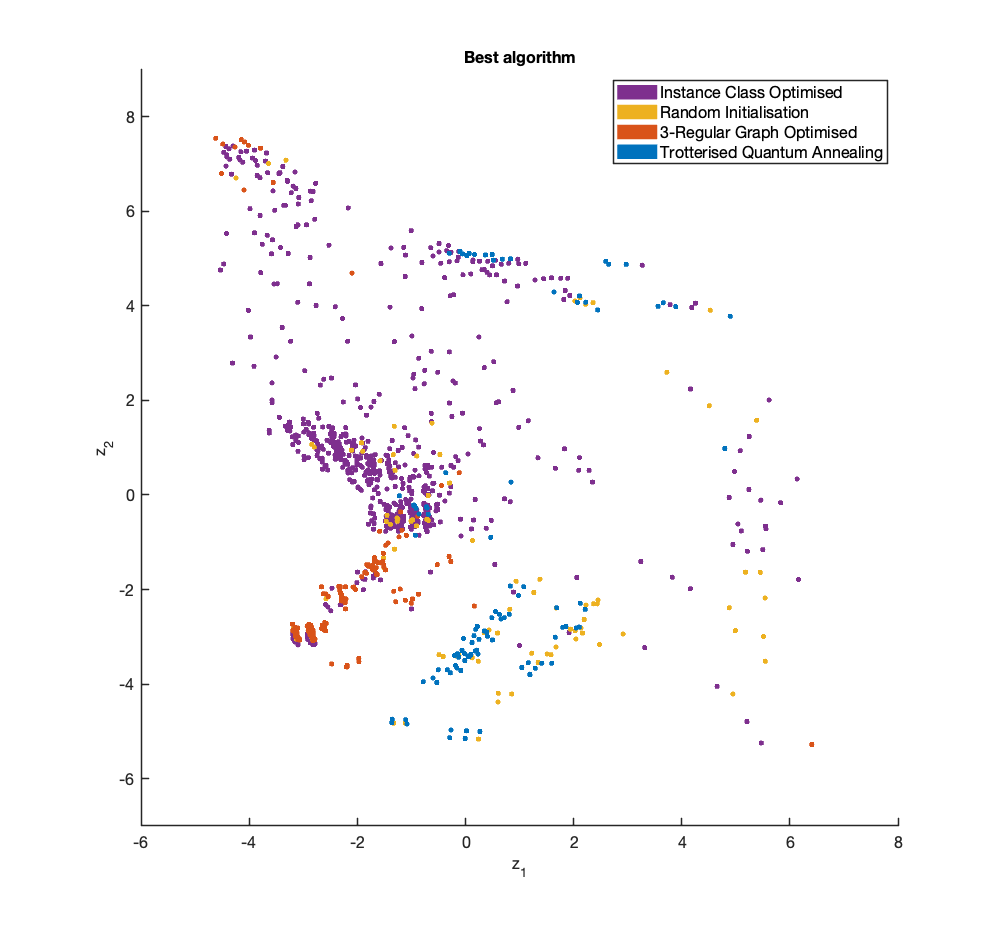 Best algorithm
Instance Class Optimised
Random Initialisation
3-Regular Graph Optimised
Trotterised Quantum Annealing
8
6
4
2
0
-2
-4
-6
z2
-6
-4
-2
0
2
4
6
8
z1